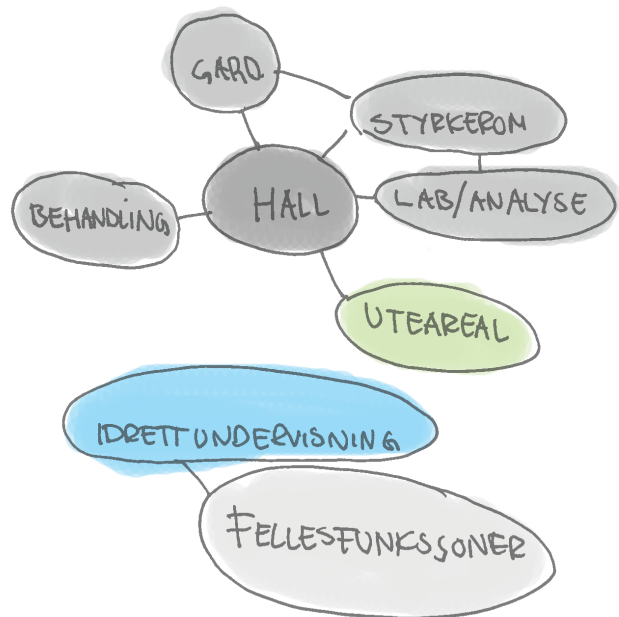 GARD.
STYRKEROM
BEHANDLING
HALL
LAB/ANALYSE
UTEAREAL
IDRETTUNDERVISNING
FELLESFUNKSJONER